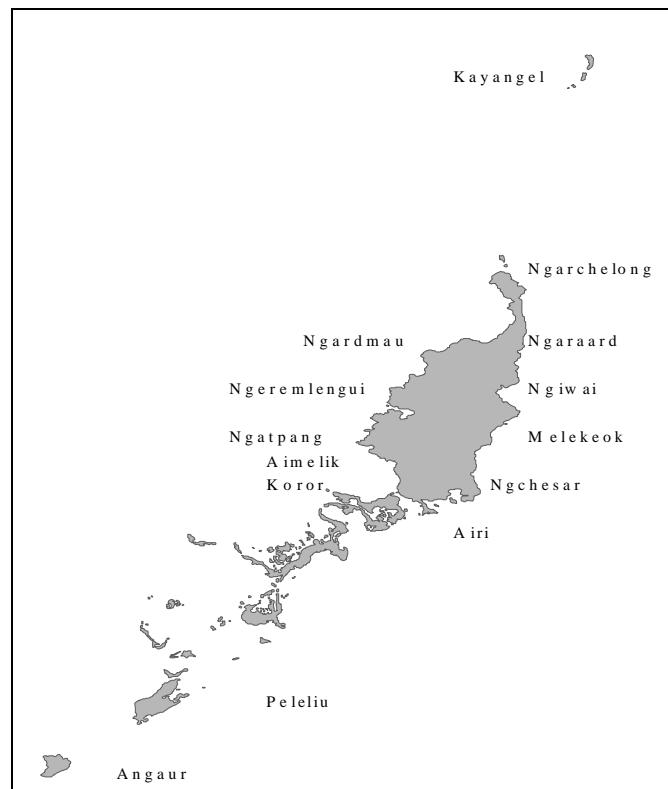 Kayangel
Ngarchelong
Ngardmau
Ngaraard
Ngeremlengui
Ngiwai
Ngatpang
Melekeok
Aimelik
Koror
Ngchesar
Airi
Peleliu
Angaur